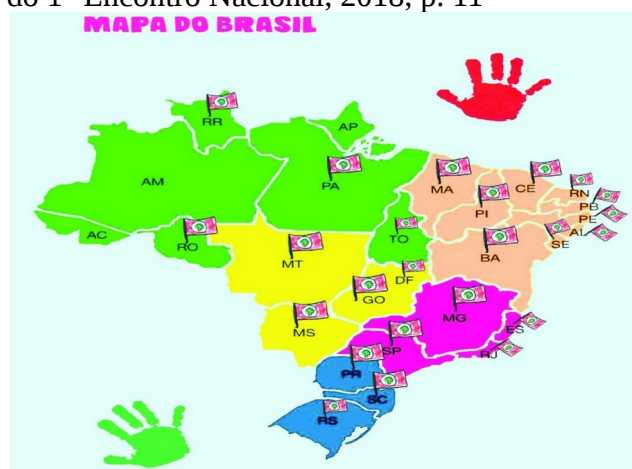 do 1º Encontro Nacional, 2018, p. 11
MAPA DO BRASIL
RR
AP
AM
PA
MA
CE
RN
PI
PB
PE
AC
RO
TO
AL
SE
MT
BA
DF
GO
MG
MS
ES
SP
RJ
PR
SC
RS